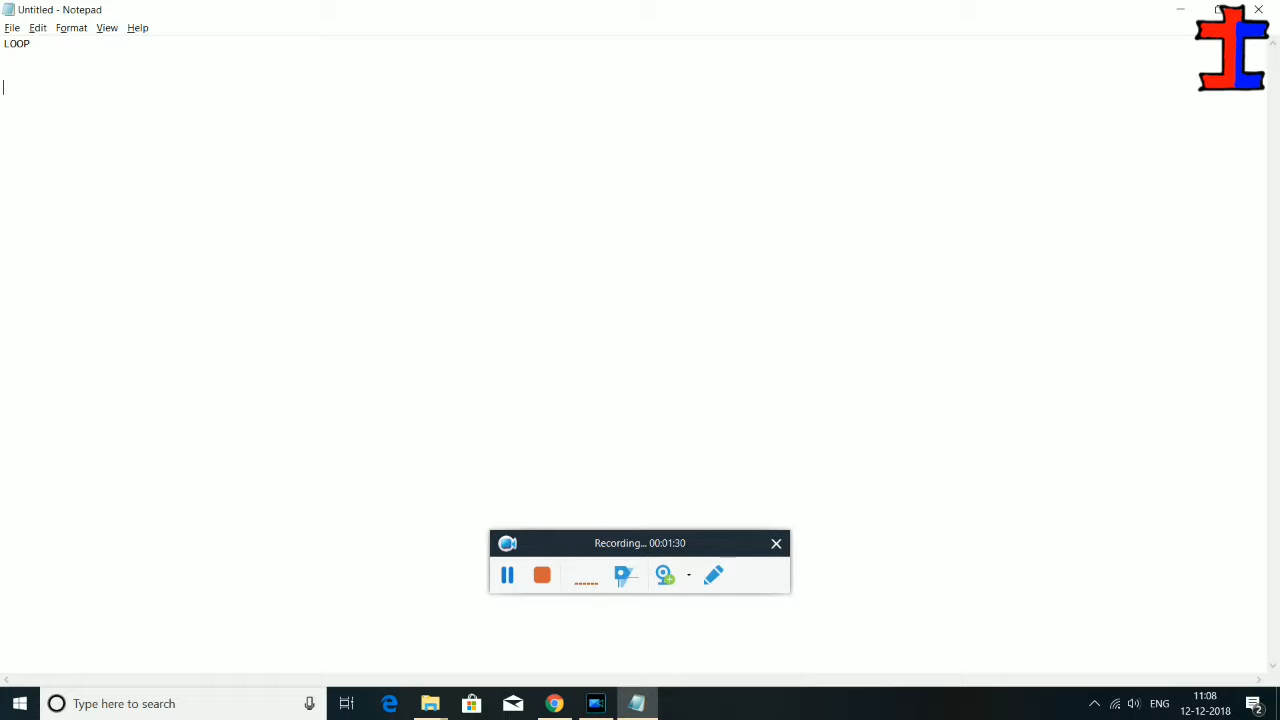 Untitled - Notepad
File Edit Format View Help
LOOP
Recording... 00:01:30
Type here to search
ENG
11:08
12-12-2018
2